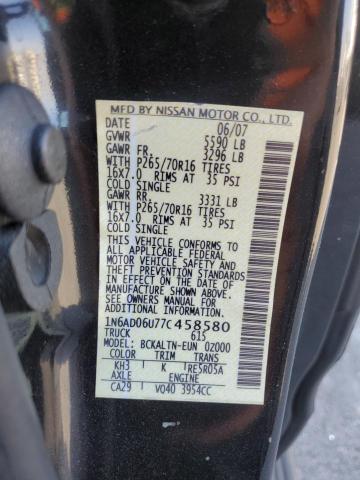 MFD BY NISSAN MOTOR CO., LTD.
DATE 06/07
GVWR 5590 LB
GAWR FR. 3296 LB
WITH P265/70R16 TIRES
16X7.0 RIMS AT 35 PSI
COLD SINGLE
GAWR RR. 3331 LB
WITH P265/70R16 TIRES
16X7.0 RIMS AT 35 PSI
COLD SINGLE
THIS VEHICLE CONFORMS TO
ALL APPLICABLE FEDERAL
MOTOR VEHICLE SAFETY STANDARDS
IN EFFECT ON THE DATE OF
MANUFACTURE SHOWN ABOVE
SEE OWNERS MANUAL FOR
ADDITIONAL INFORMATION
1N6AD06U77C458580
TRUCK 615
MODEL: BCKALTN-EUN 0Z000
COLOR TRIM TRANS
KH3 K RE5R05A
AXLE ENGINE
CA29 VQ40 3954CC